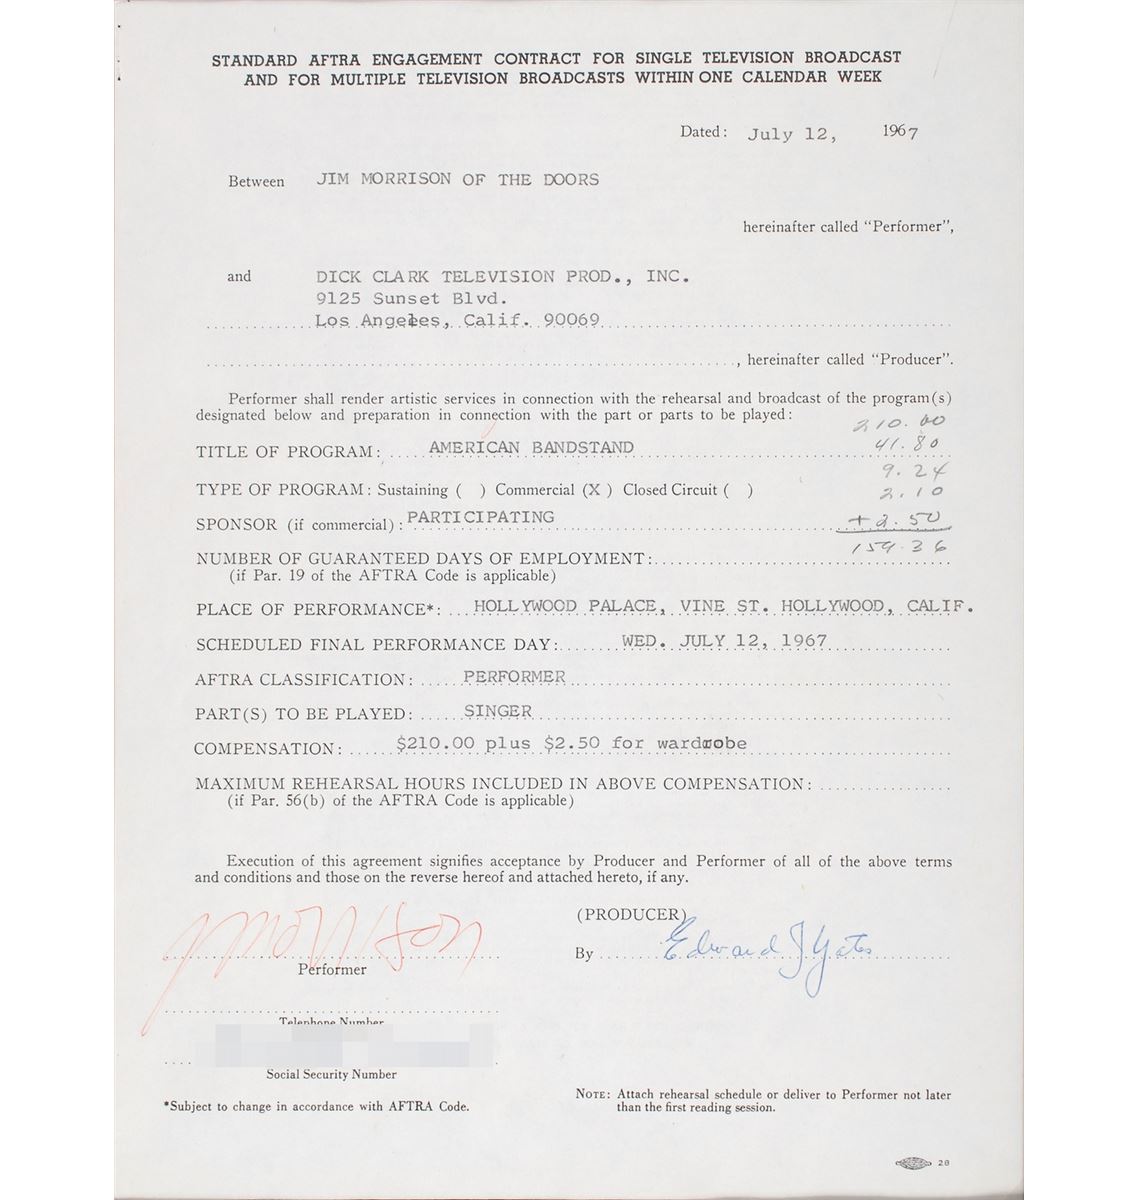 STANDARD AFTRA ENGAGEMENT CONTRACT FOR SINGLE TELEVISION BROADCAST
AND FOR MULTIPLE TELEVISION BROADCASTS WITHIN ONE CALENDAR WEEK
Dated: July 12, 1967
Between JIM MORRISON OF THE DOORS
hereinafter called "Performer",
and DICK CLARK TELEVISION PROD., INC.
9125 Sunset Blvd.
Los Angeles, Calif. 90069
, hereinafter called "Producer".
Performer shall render artistic services in connection with the rehearsal and broadcast of the program(s)
designated below and preparation in connection with the part or parts to be played:
210.00
TITLE OF PROGRAM: AMERICAN BANDSTAND 41.80
9.24
TYPE OF PROGRAM: Sustaining ( ) Commercial (X ) Closed Circuit ( ) 2.10
SPONSOR (if commercial): PARTICIPATING +2.50
NUMBER OF GUARANTEED DAYS OF EMPLOYMENT: 159.36
(if Par. 19 of the AFTRA Code is applicable)
PLACE OF PERFORMANCE*: HOLLYWOOD PALACE, VINE ST. HOLLYWOOD, CALIF.
SCHEDULED FINAL PERFORMANCE DAY: WED. JULY 12, 1967
AFTRA CLASSIFICATION: PERFORMER
PART(S) TO BE PLAYED: SINGER
COMPENSATION: $210.00 plus $2.50 for wardrobe
MAXIMUM REHEARSAL HOURS INCLUDED IN ABOVE COMPENSATION:
(if Par. 56(b) of the AFTRA Code is applicable)
Execution of this agreement signifies acceptance by Producer and Performer of all of the above terms
and conditions and those on the reverse hereof and attached hereto, if any.
(PRODUCER)
J Morrison By Edward J Yates
Performer
Telephone Number
Social Security Number
*Subject to change in accordance with AFTRA Code.
NOTE: Attach rehearsal schedule or deliver to Performer not later
than the first reading session.
28